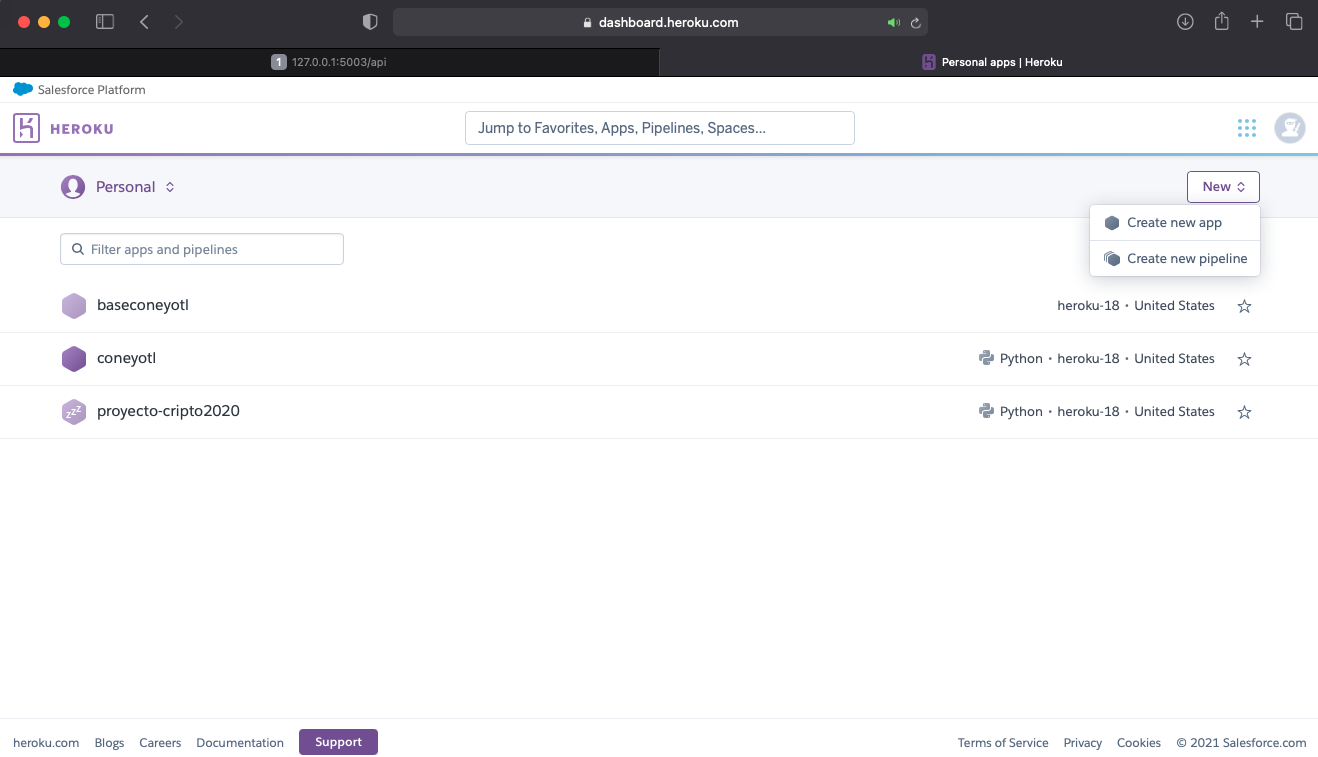 dashboard.heroku.com
1 127.0.0.1:5003/api
Personal apps | Heroku
Salesforce Platform
HEROKU
Jump to Favorites, Apps, Pipelines, Spaces...
Personal
New
Create new app
Filter apps and pipelines
Create new pipeline
baseconeyotl
heroku-18 · United States
coneyotl
Python · heroku-18 · United States
zzz
proyecto-cripto2020
Python · heroku-18 · United States
heroku.com Blogs Careers Documentation Support
Terms of Service Privacy Cookies © 2021 Salesforce.com